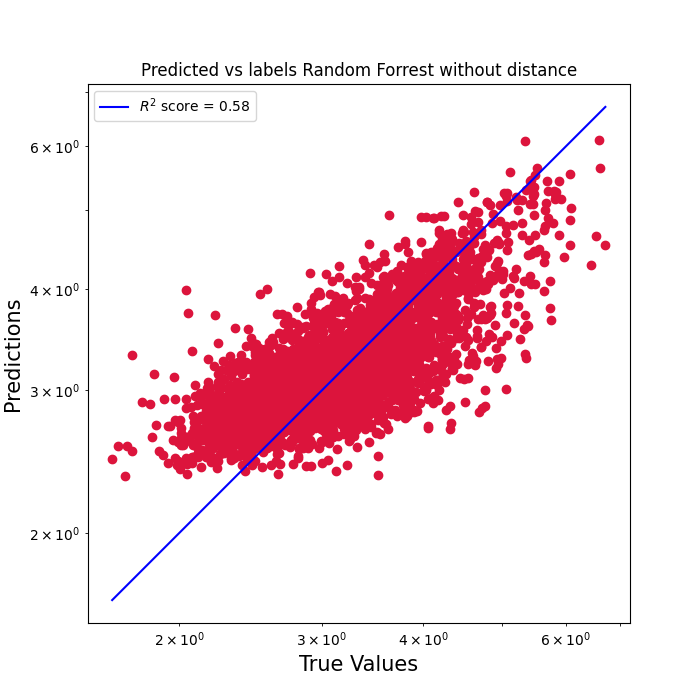 Predicted vs labels Random Forrest without distance
R² score = 0.58
6 × 10⁰
4 × 10⁰
3 × 10⁰
2 × 10⁰
Predictions
2 × 10⁰
3 × 10⁰
4 × 10⁰
6 × 10⁰
True Values